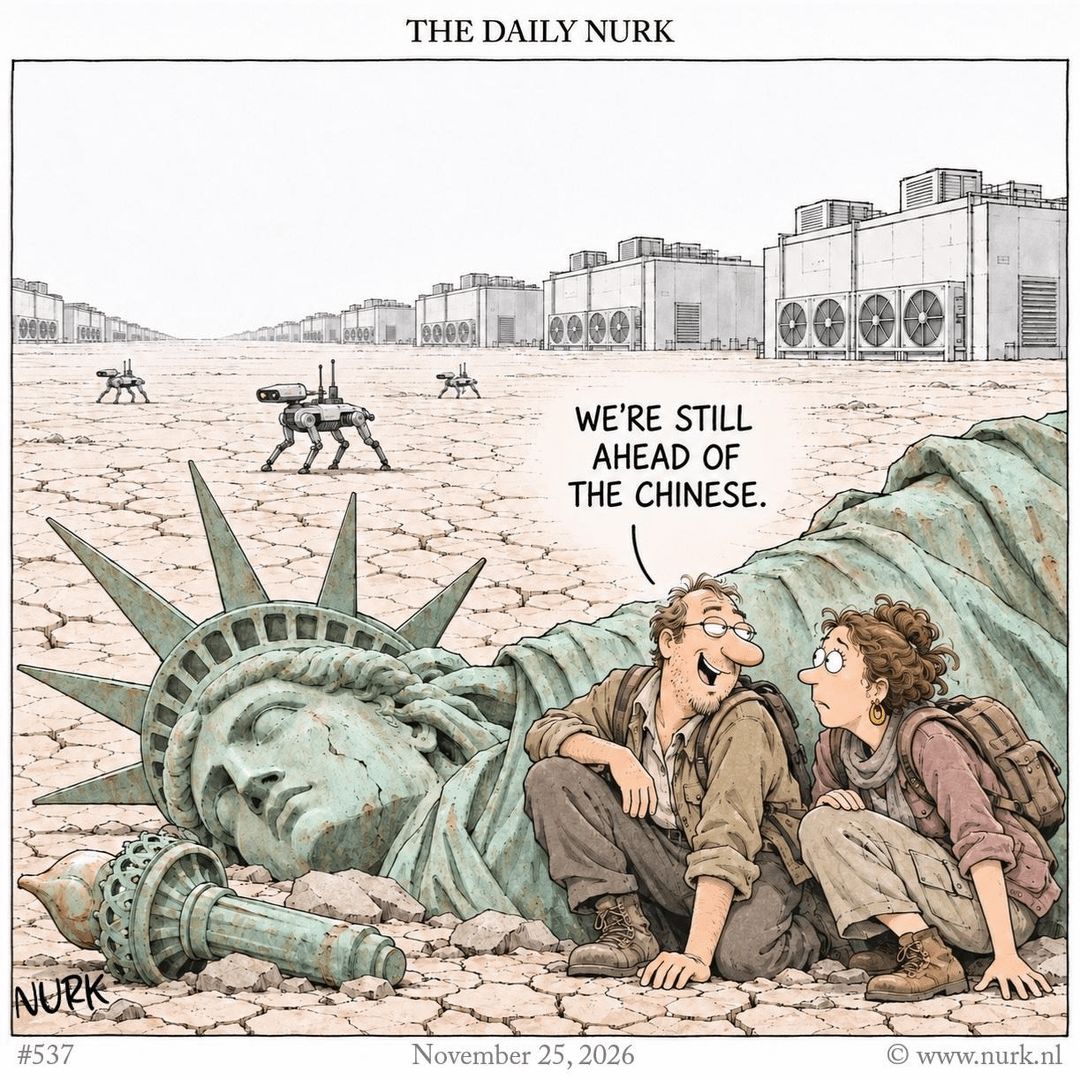 THE DAILY NURK
WE'RE STILL
AHEAD OF
THE CHINESE.
NURK
#537
November 25, 2026
© www.nurk.nl